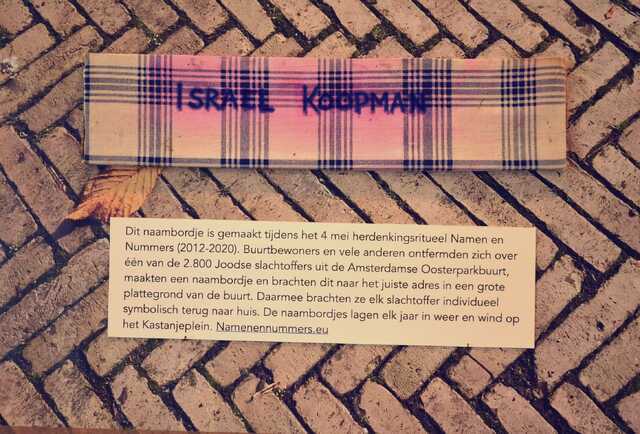 ISRAEL KOOPMAN
Dit naambordje is gemaakt tijdens het 4 mei herdenkingsritueel Namen en
Nummers (2012-2020). Buurtbewoners en vele anderen ontfermden zich over
één van de 2.800 Joodse slachtoffers uit de Amsterdamse Oosterparkbuurt,
maakten een naambordje en brachten dit naar het juiste adres in een grote
plattegrond van de buurt. Daarmee brachten ze elk slachtoffer individueel
symbolisch terug naar huis. De naambordjes lagen elk jaar in weer en wind op
het Kastanjeplein. Namenennummers.eu